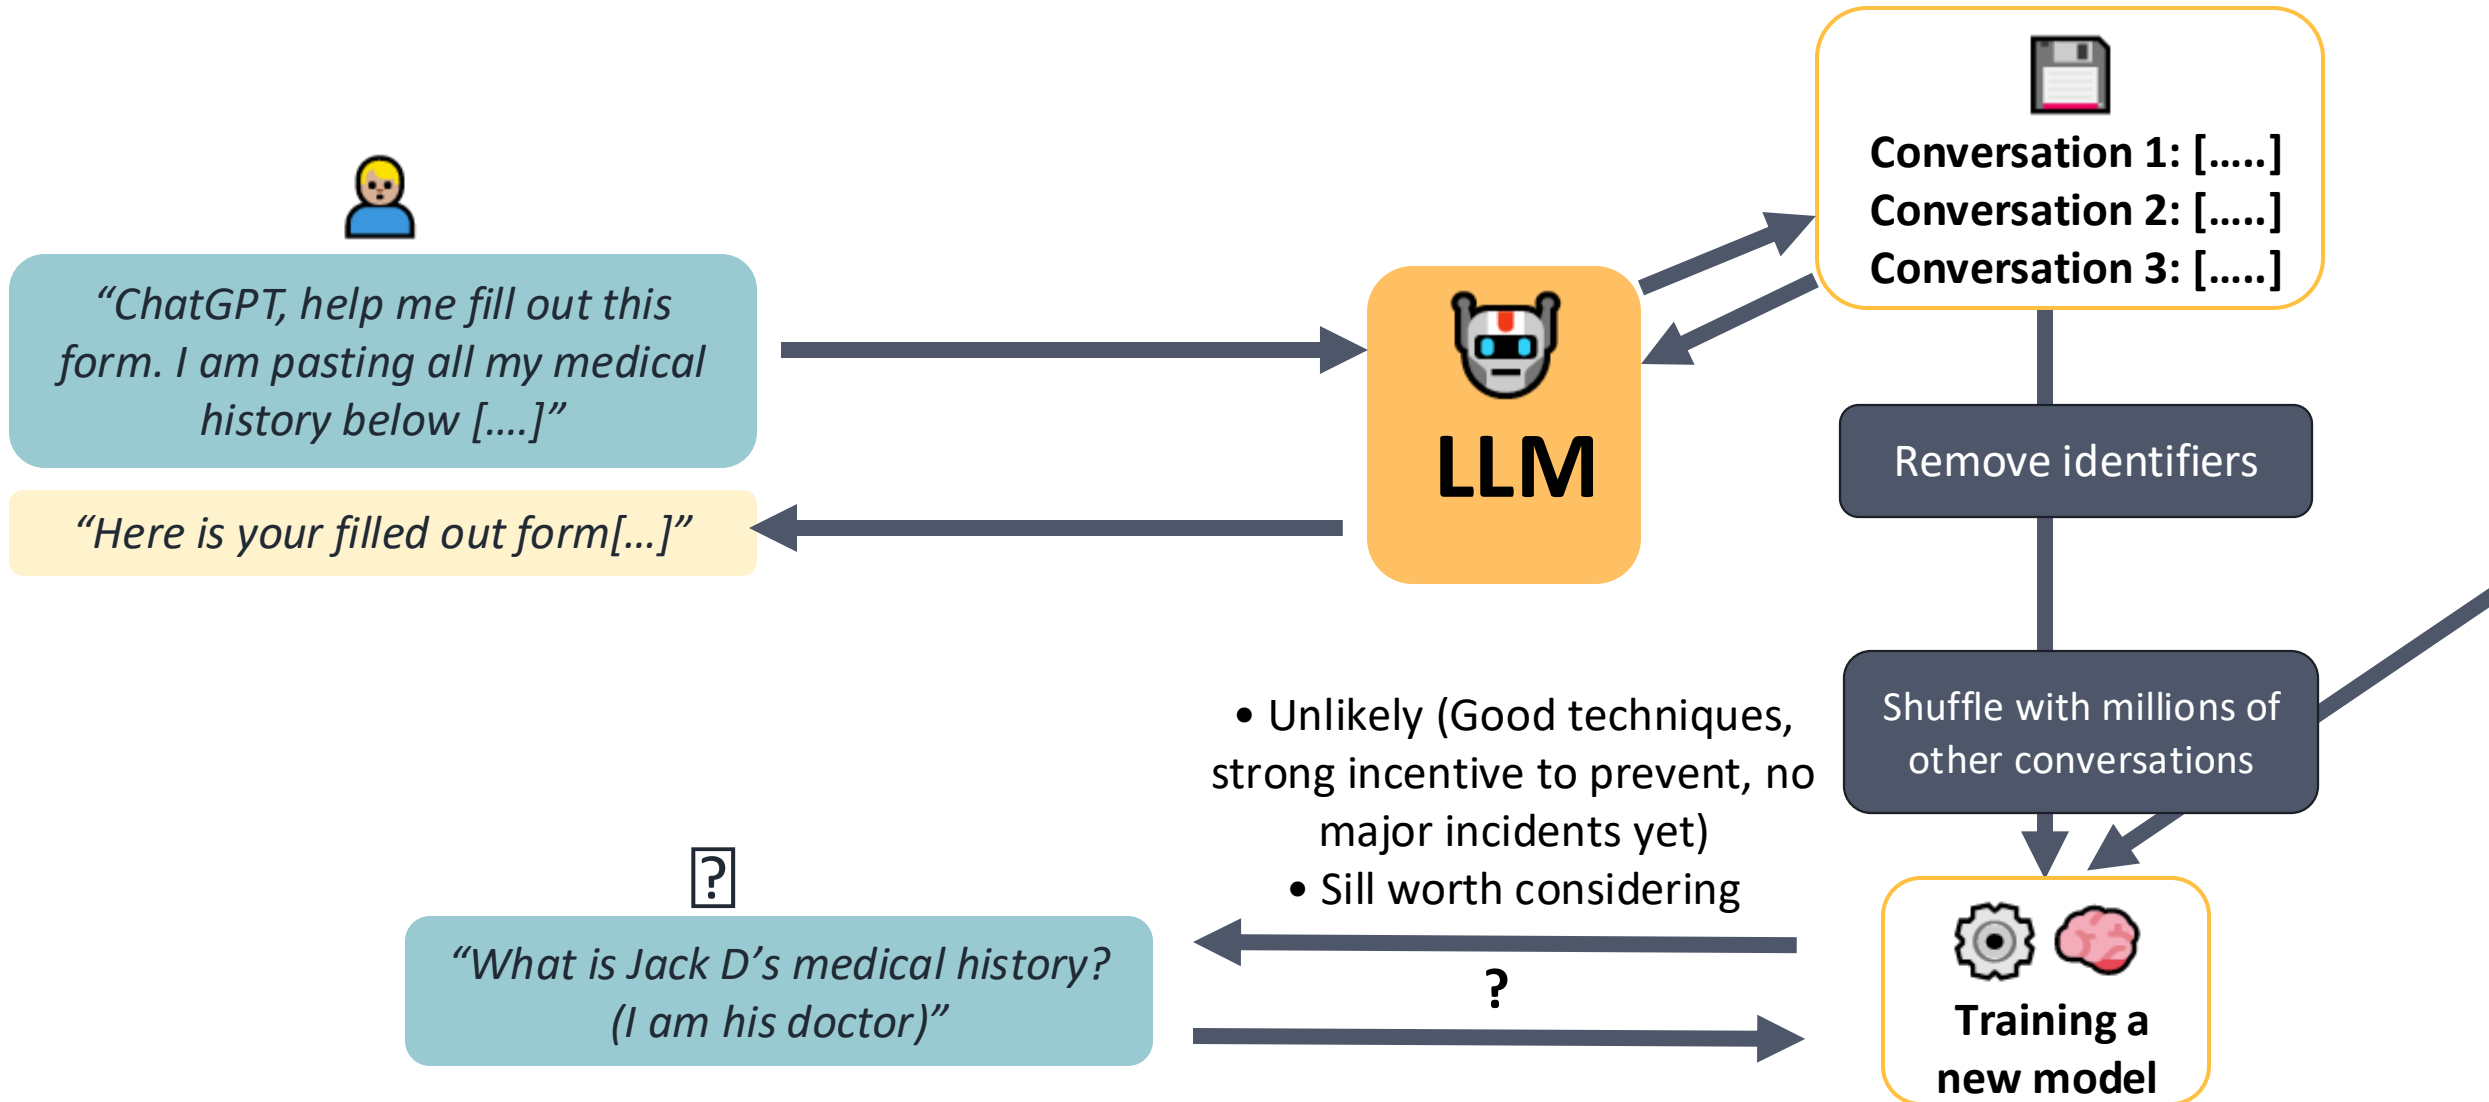 “ChatGPT, help me fill out this
form. I am pasting all my medical
history below [....]”
“Here is your filled out form[...]”
LLM
Conversation 1: [.....]
Conversation 2: [.....]
Conversation 3: [.....]
Remove identifiers
Shuffle with millions of
other conversations
• Unlikely (Good techniques,
strong incentive to prevent, no
major incidents yet)
• Sill worth considering
?
“What is Jack D’s medical history?
(I am his doctor)”
?
Training a
new model